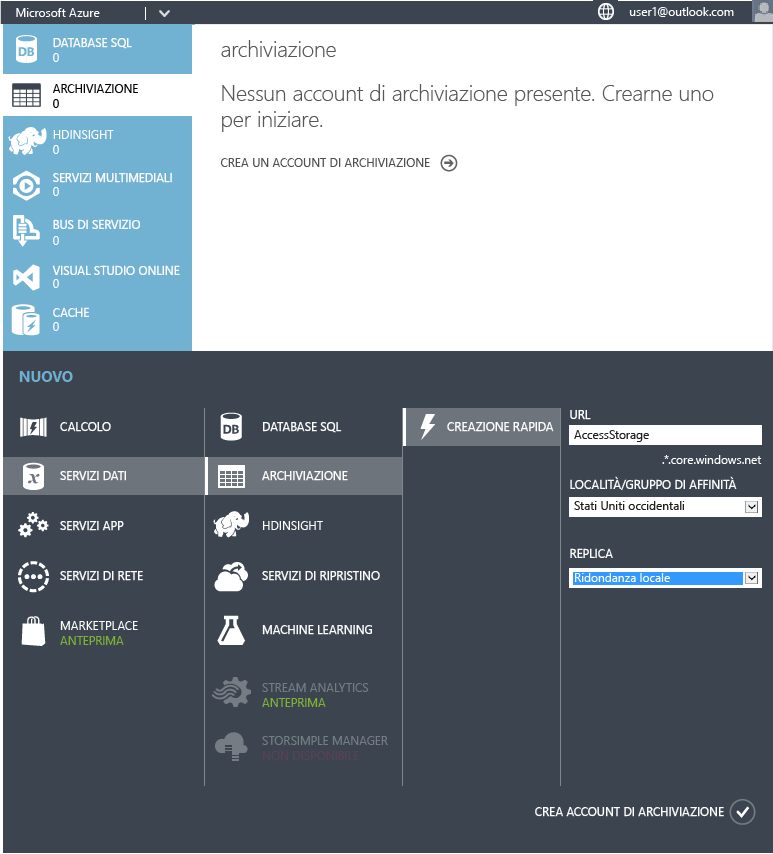 Microsoft Azure
user1@outlook.com
DATABASE SQL
0
ARCHIVIAZIONE
0
HDINSIGHT
0
SERVIZI MULTIMEDIALI
0
BUS DI SERVIZIO
0
VISUAL STUDIO ONLINE
0
CACHE
0
archiviazione
Nessun account di archiviazione presente. Crearne uno
per iniziare.
CREA UN ACCOUNT DI ARCHIVIAZIONE
NUOVO
CALCOLO
SERVIZI DATI
SERVIZI APP
SERVIZI DI RETE
MARKETPLACE
ANTEPRIMA
DATABASE SQL
ARCHIVIAZIONE
HDINSIGHT
SERVIZI DI RIPRISTINO
MACHINE LEARNING
STREAM ANALYTICS
ANTEPRIMA
STORSIMPLE MANAGER
NON DISPONIBILE
CREAZIONE RAPIDA
URL
AccessStorage
.*.core.windows.net
LOCALITÀ/GRUPPO DI AFFINITÀ
Stati Uniti occidentali
REPLICA
Ridondanza locale
CREA ACCOUNT DI ARCHIVIAZIONE